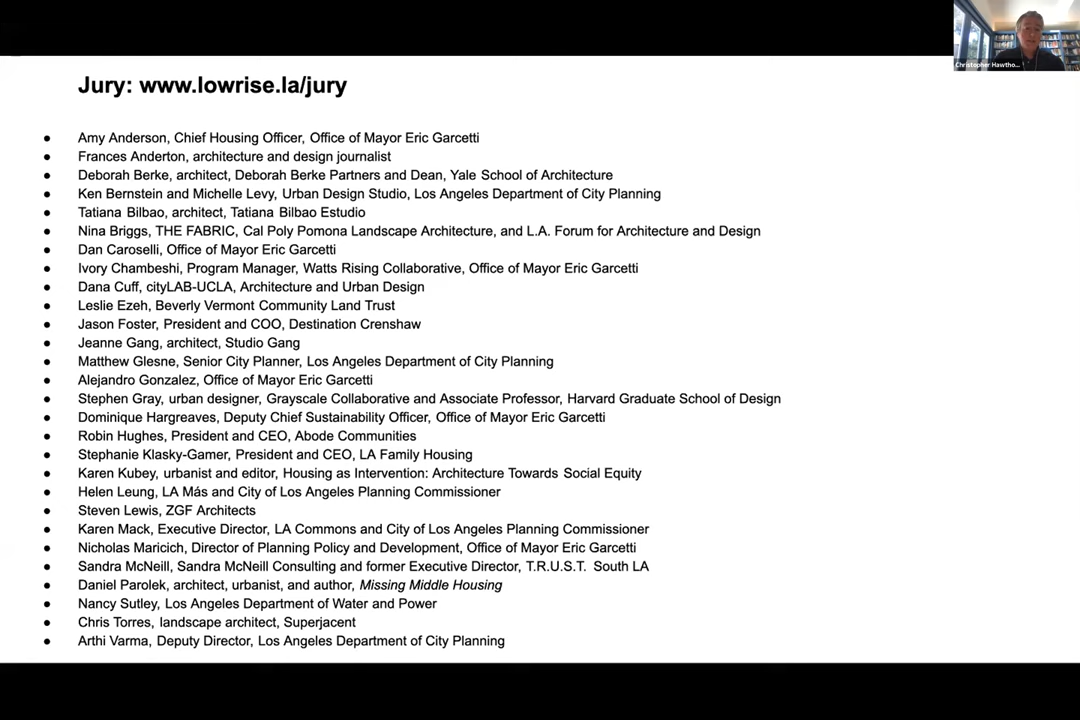 Christopher Hawtho...
Jury: www.lowrise.la/jury
● Amy Anderson, Chief Housing Officer, Office of Mayor Eric Garcetti
● Frances Anderton, architecture and design journalist
● Deborah Berke, architect, Deborah Berke Partners and Dean, Yale School of Architecture
● Ken Bernstein and Michelle Levy, Urban Design Studio, Los Angeles Department of City Planning
● Tatiana Bilbao, architect, Tatiana Bilbao Estudio
● Nina Briggs, THE FABRIC, Cal Poly Pomona Landscape Architecture, and L.A. Forum for Architecture and Design
● Dan Caroselli, Office of Mayor Eric Garcetti
● Ivory Chambeshi, Program Manager, Watts Rising Collaborative, Office of Mayor Eric Garcetti
● Dana Cuff, cityLAB-UCLA, Architecture and Urban Design
● Leslie Ezeh, Beverly Vermont Community Land Trust
● Jason Foster, President and COO, Destination Crenshaw
● Jeanne Gang, architect, Studio Gang
● Matthew Glesne, Senior City Planner, Los Angeles Department of City Planning
● Alejandro Gonzalez, Office of Mayor Eric Garcetti
● Stephen Gray, urban designer, Grayscale Collaborative and Associate Professor, Harvard Graduate School of Design
● Dominique Hargreaves, Deputy Chief Sustainability Officer, Office of Mayor Eric Garcetti
● Robin Hughes, President and CEO, Abode Communities
● Stephanie Klasky-Gamer, President and CEO, LA Family Housing
● Karen Kubey, urbanist and editor, Housing as Intervention: Architecture Towards Social Equity
● Helen Leung, LA Más and City of Los Angeles Planning Commissioner
● Steven Lewis, ZGF Architects
● Karen Mack, Executive Director, LA Commons and City of Los Angeles Planning Commissioner
● Nicholas Maricich, Director of Planning Policy and Development, Office of Mayor Eric Garcetti
● Sandra McNeill, Sandra McNeill Consulting and former Executive Director, T.R.U.S.T. South LA
● Daniel Parolek, architect, urbanist, and author, Missing Middle Housing
● Nancy Sutley, Los Angeles Department of Water and Power
● Chris Torres, landscape architect, Superjacent
● Arthi Varma, Deputy Director, Los Angeles Department of City Planning